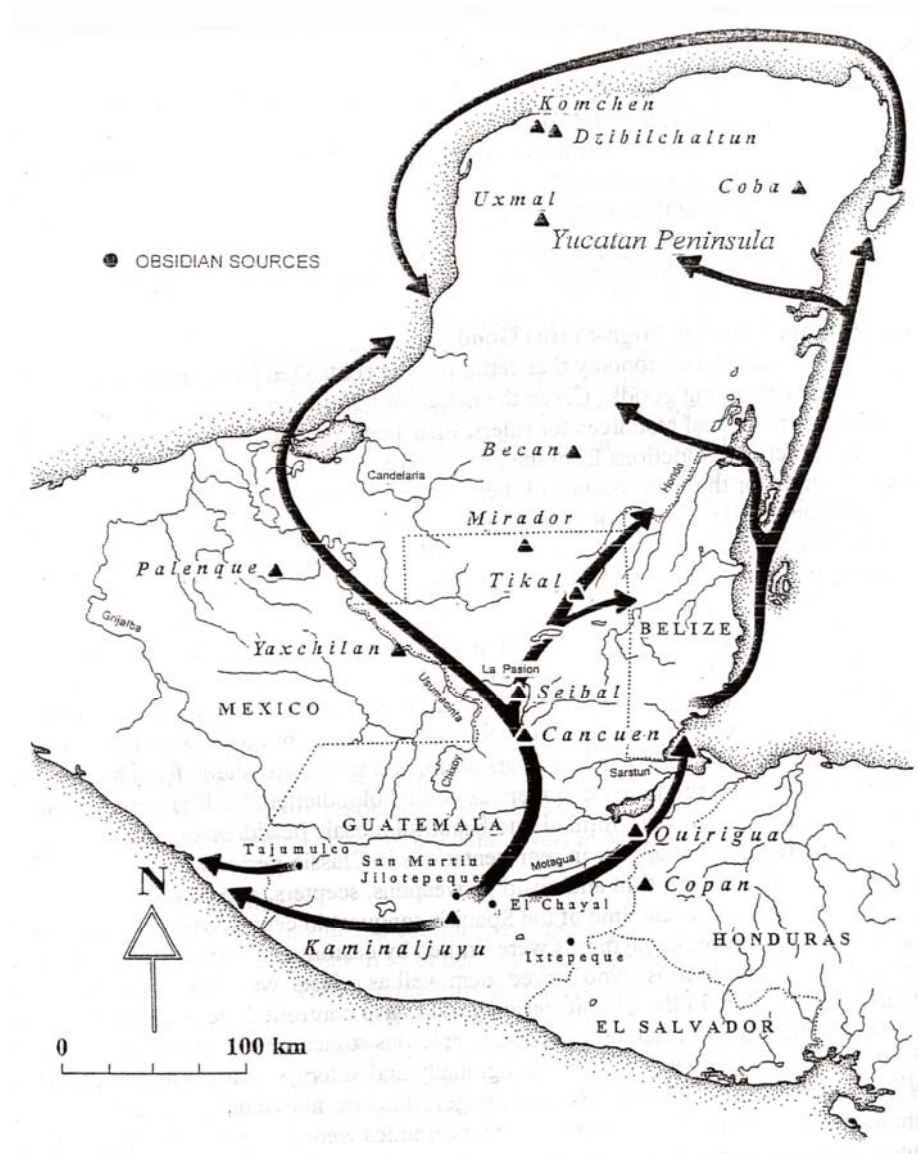 Komchen
Dzibilchaltun
Coba
Uxmal
Yucatan Peninsula
OBSIDIAN SOURCES
Becan
Hondo
Candelaria
Mirador
Palenque
Tikal
Grijalba
BELIZE
Yaxchilan
La Pasion
Seibal
Usumacinta
MEXICO
Cancuen
Chixoy
Sarstun
GUATEMALA
Quirigua
Tajumulco
San Martin
Jilotepeque
Motagua
Copan
N
El Chayal
Kaminaljuyu
HONDURAS
Ixtepeque
EL SALVADOR
0 100 km